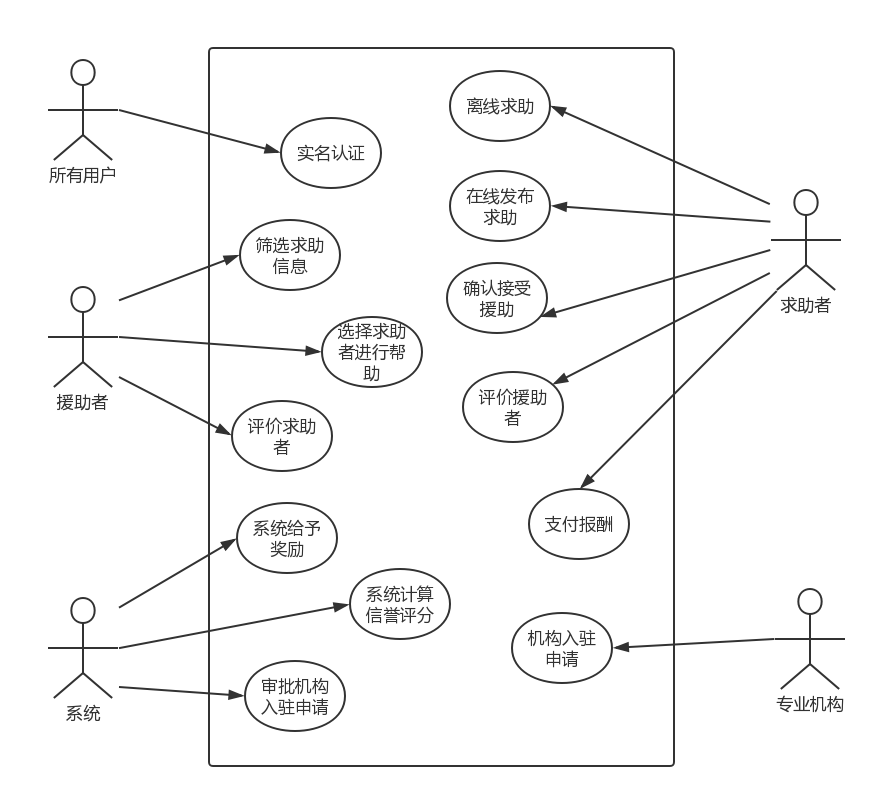 所有用户
实名认证
筛选求助
信息
援助者
选择求助
者进行帮
助
评价求助
者
系统给予
奖励
系统计算
信誉评分
系统
审批机构
入驻申请
离线求助
在线发布
求助
确认接受
援助
求助者
评价援助
者
支付报酬
机构入驻
申请
专业机构